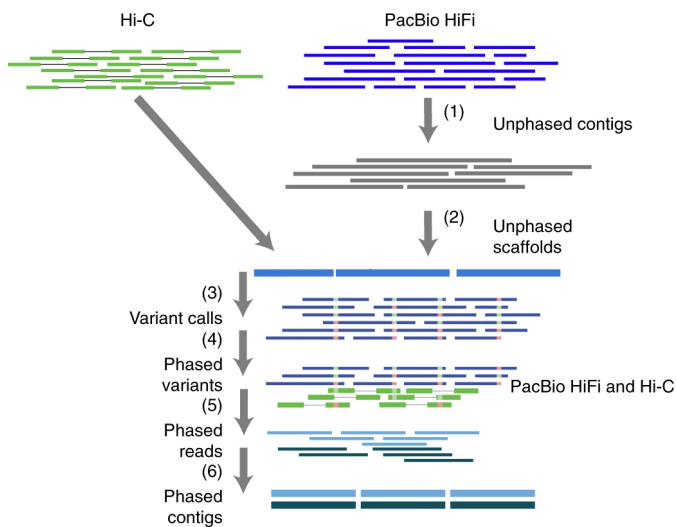 Hi-C
PacBio HiFi
(1)
Unphased contigs
(2)
Unphased
scaffolds
(3)
Variant calls
(4)
Phased
variants
PacBio HiFi and Hi-C
(5)
Phased
reads
(6)
Phased
contigs